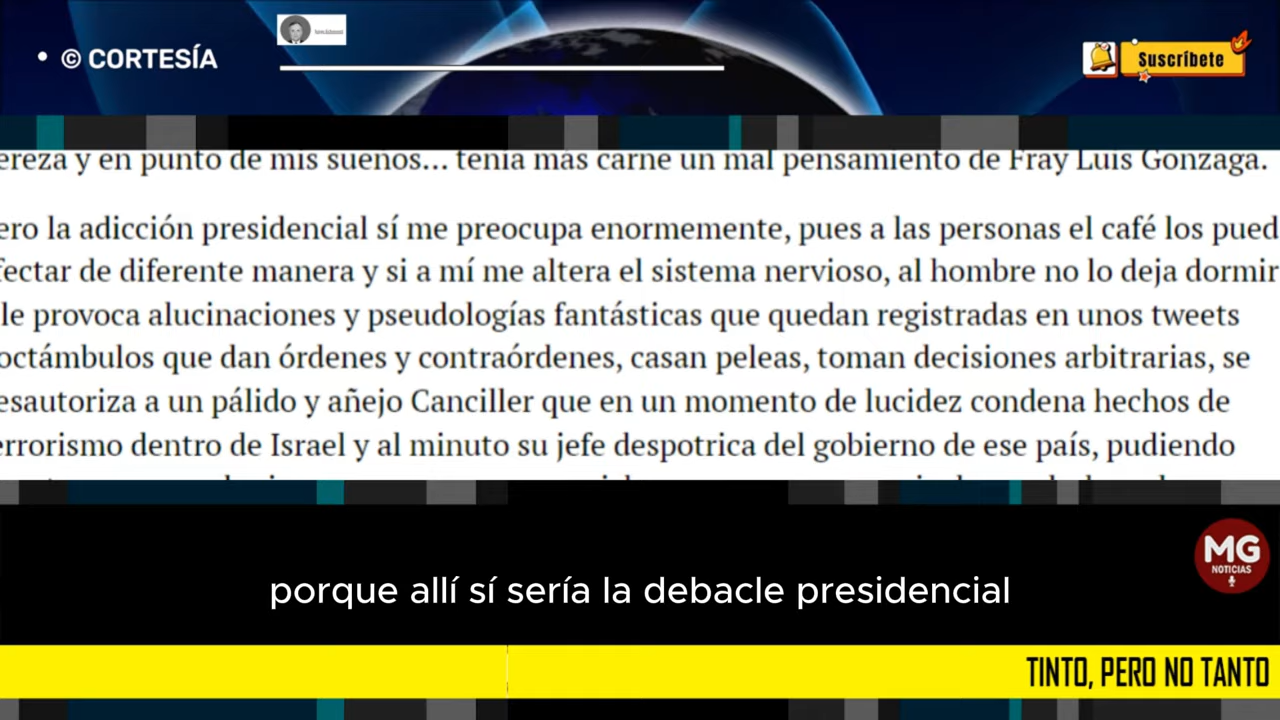 • © CORTESÍA
Suscríbete
ereza y en punto de mis sueños... tenía más carne un mal pensamiento de Fray Luis Gonzaga.
ero la adicción presidencial sí me preocupa enormemente, pues a las personas el café los pued
fectar de diferente manera y si a mí me altera el sistema nervioso, al hombre no lo deja dormir
le provoca alucinaciones y pseudologías fantásticas que quedan registradas en unos tweets
octámbulos que dan órdenes y contraórdenes, casan peleas, toman decisiones arbitrarias, se
esautoriza a un pálido y añejo Canciller que en un momento de lucidez condena hechos de
errorismo dentro de Israel y al minuto su jefe despotrica del gobierno de ese país, pudiendo
MG
NOTICIAS
porque allí sí sería la debacle presidencial
TINTO, PERO NO TANTO